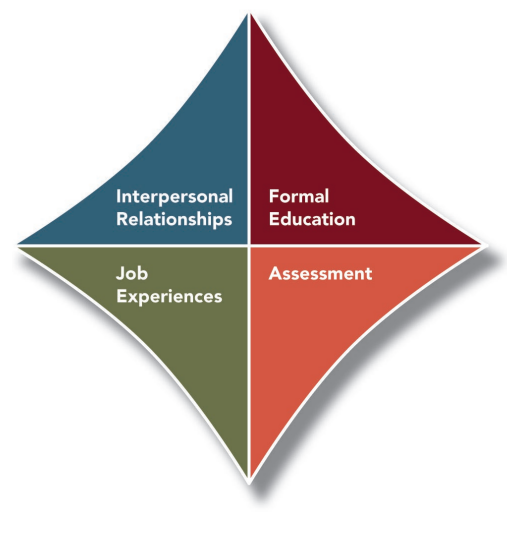 Interpersonal
Relationships
Formal
Education
Job
Experiences
Assessment